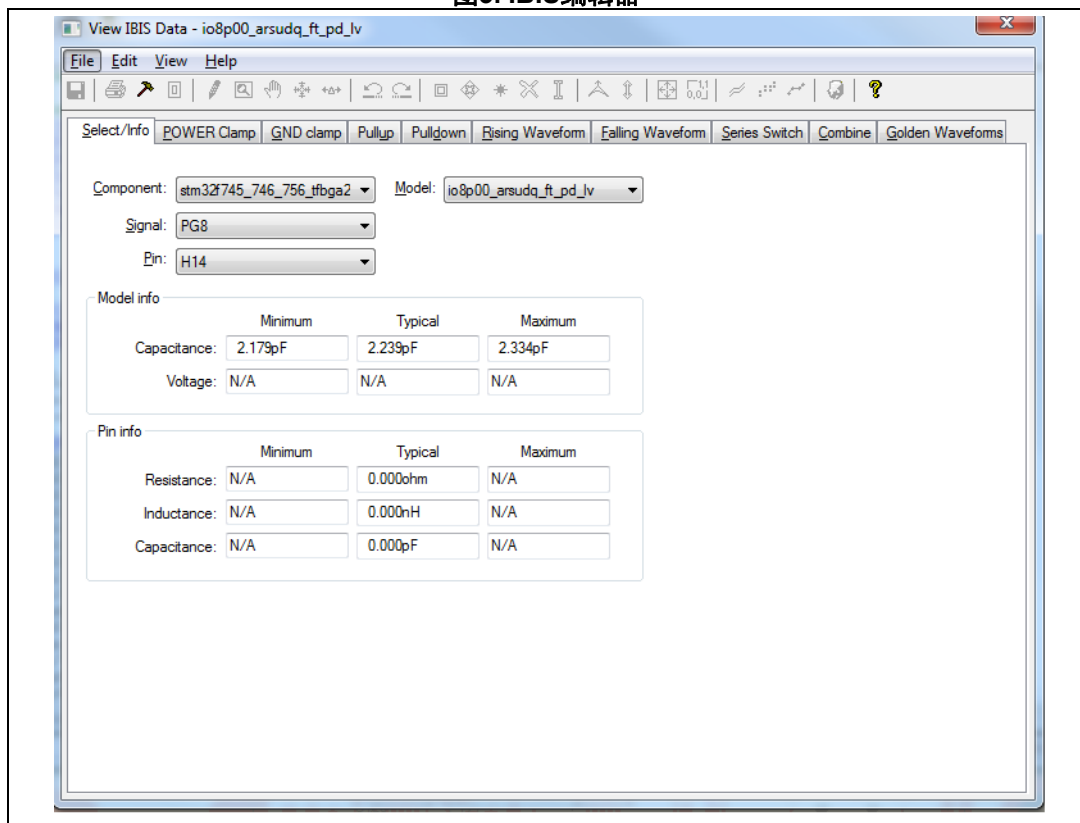 View IBIS Data - io8p00_arsudq_ft_pd_lv
File Edit View Help
Select/Info POWER Clamp GND clamp Pullup Pulldown Rising Waveform Falling Waveform Series Switch Combine Golden Waveforms
Component: stm32f745_746_756_tfbga2 Model: io8p00_arsudq_ft_pd_lv
Signal: PG8
Pin: H14
Model info
Minimum Typical Maximum
Capacitance: 2.179pF 2.239pF 2.334pF
Voltage: N/A N/A N/A
Pin info
Minimum Typical Maximum
Resistance: N/A 0.000ohm N/A
Inductance: N/A 0.000nH N/A
Capacitance: N/A 0.000pF N/A